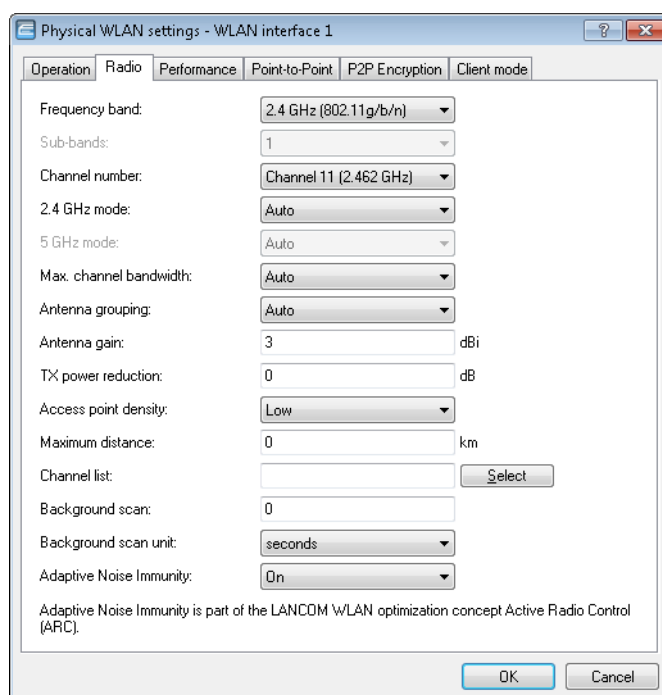 Physical WLAN settings - WLAN interface 1
Operation Radio Performance Point-to-Point P2P Encryption Client mode
Frequency band: 2.4 GHz (802.11g/b/n)
Sub-bands: 1
Channel number: Channel 11 (2.462 GHz)
2.4 GHz mode: Auto
5 GHz mode: Auto
Max. channel bandwidth: Auto
Antenna grouping: Auto
Antenna gain: 3 dBi
TX power reduction: 0 dB
Access point density: Low
Maximum distance: 0 km
Channel list: Select
Background scan: 0
Background scan unit: seconds
Adaptive Noise Immunity: On
Adaptive Noise Immunity is part of the LANCOM WLAN optimization concept Active Radio Control
(ARC).
OK Cancel